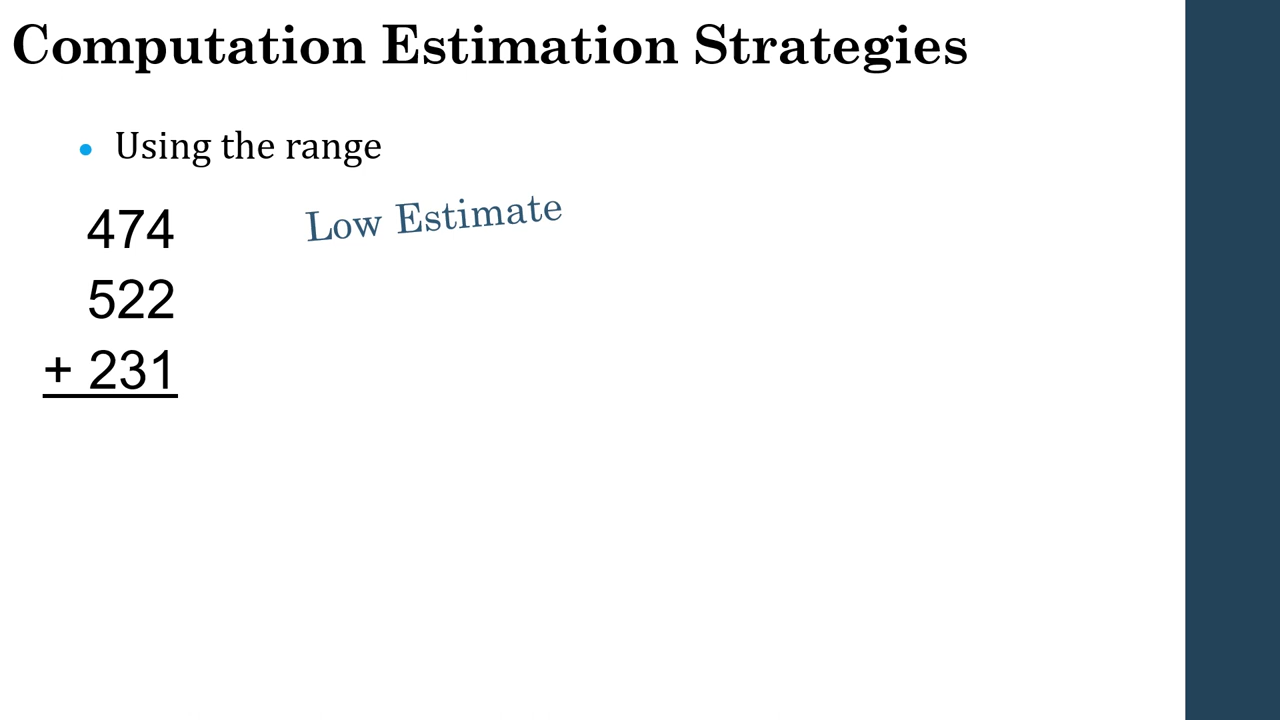 Computation Estimation Strategies
• Using the range
474
Low Estimate
522
+ 231